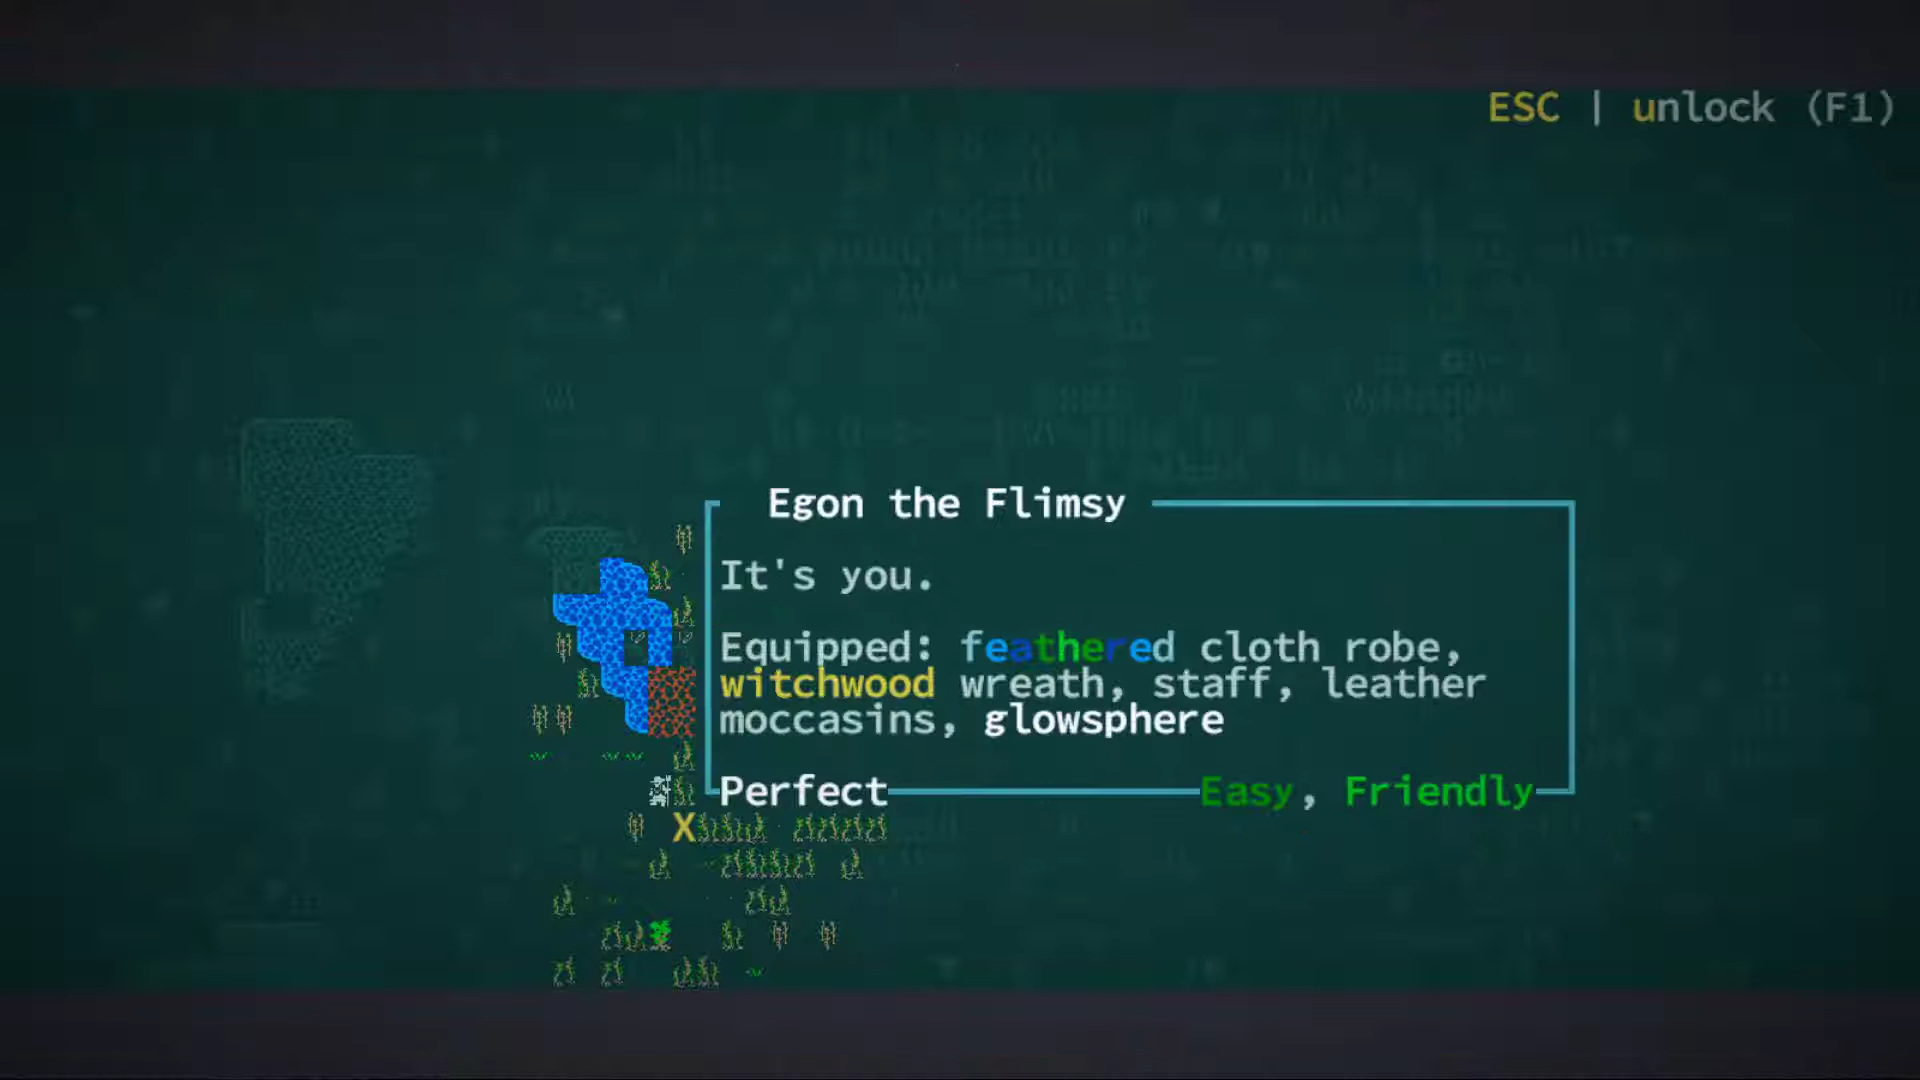 ESC | unlock (F1)
Egon the Flimsy
It's you.
Equipped: feathered cloth robe,
witchwood wreath, staff, leather
moccasins, glowsphere
Perfect Easy, Friendly
X